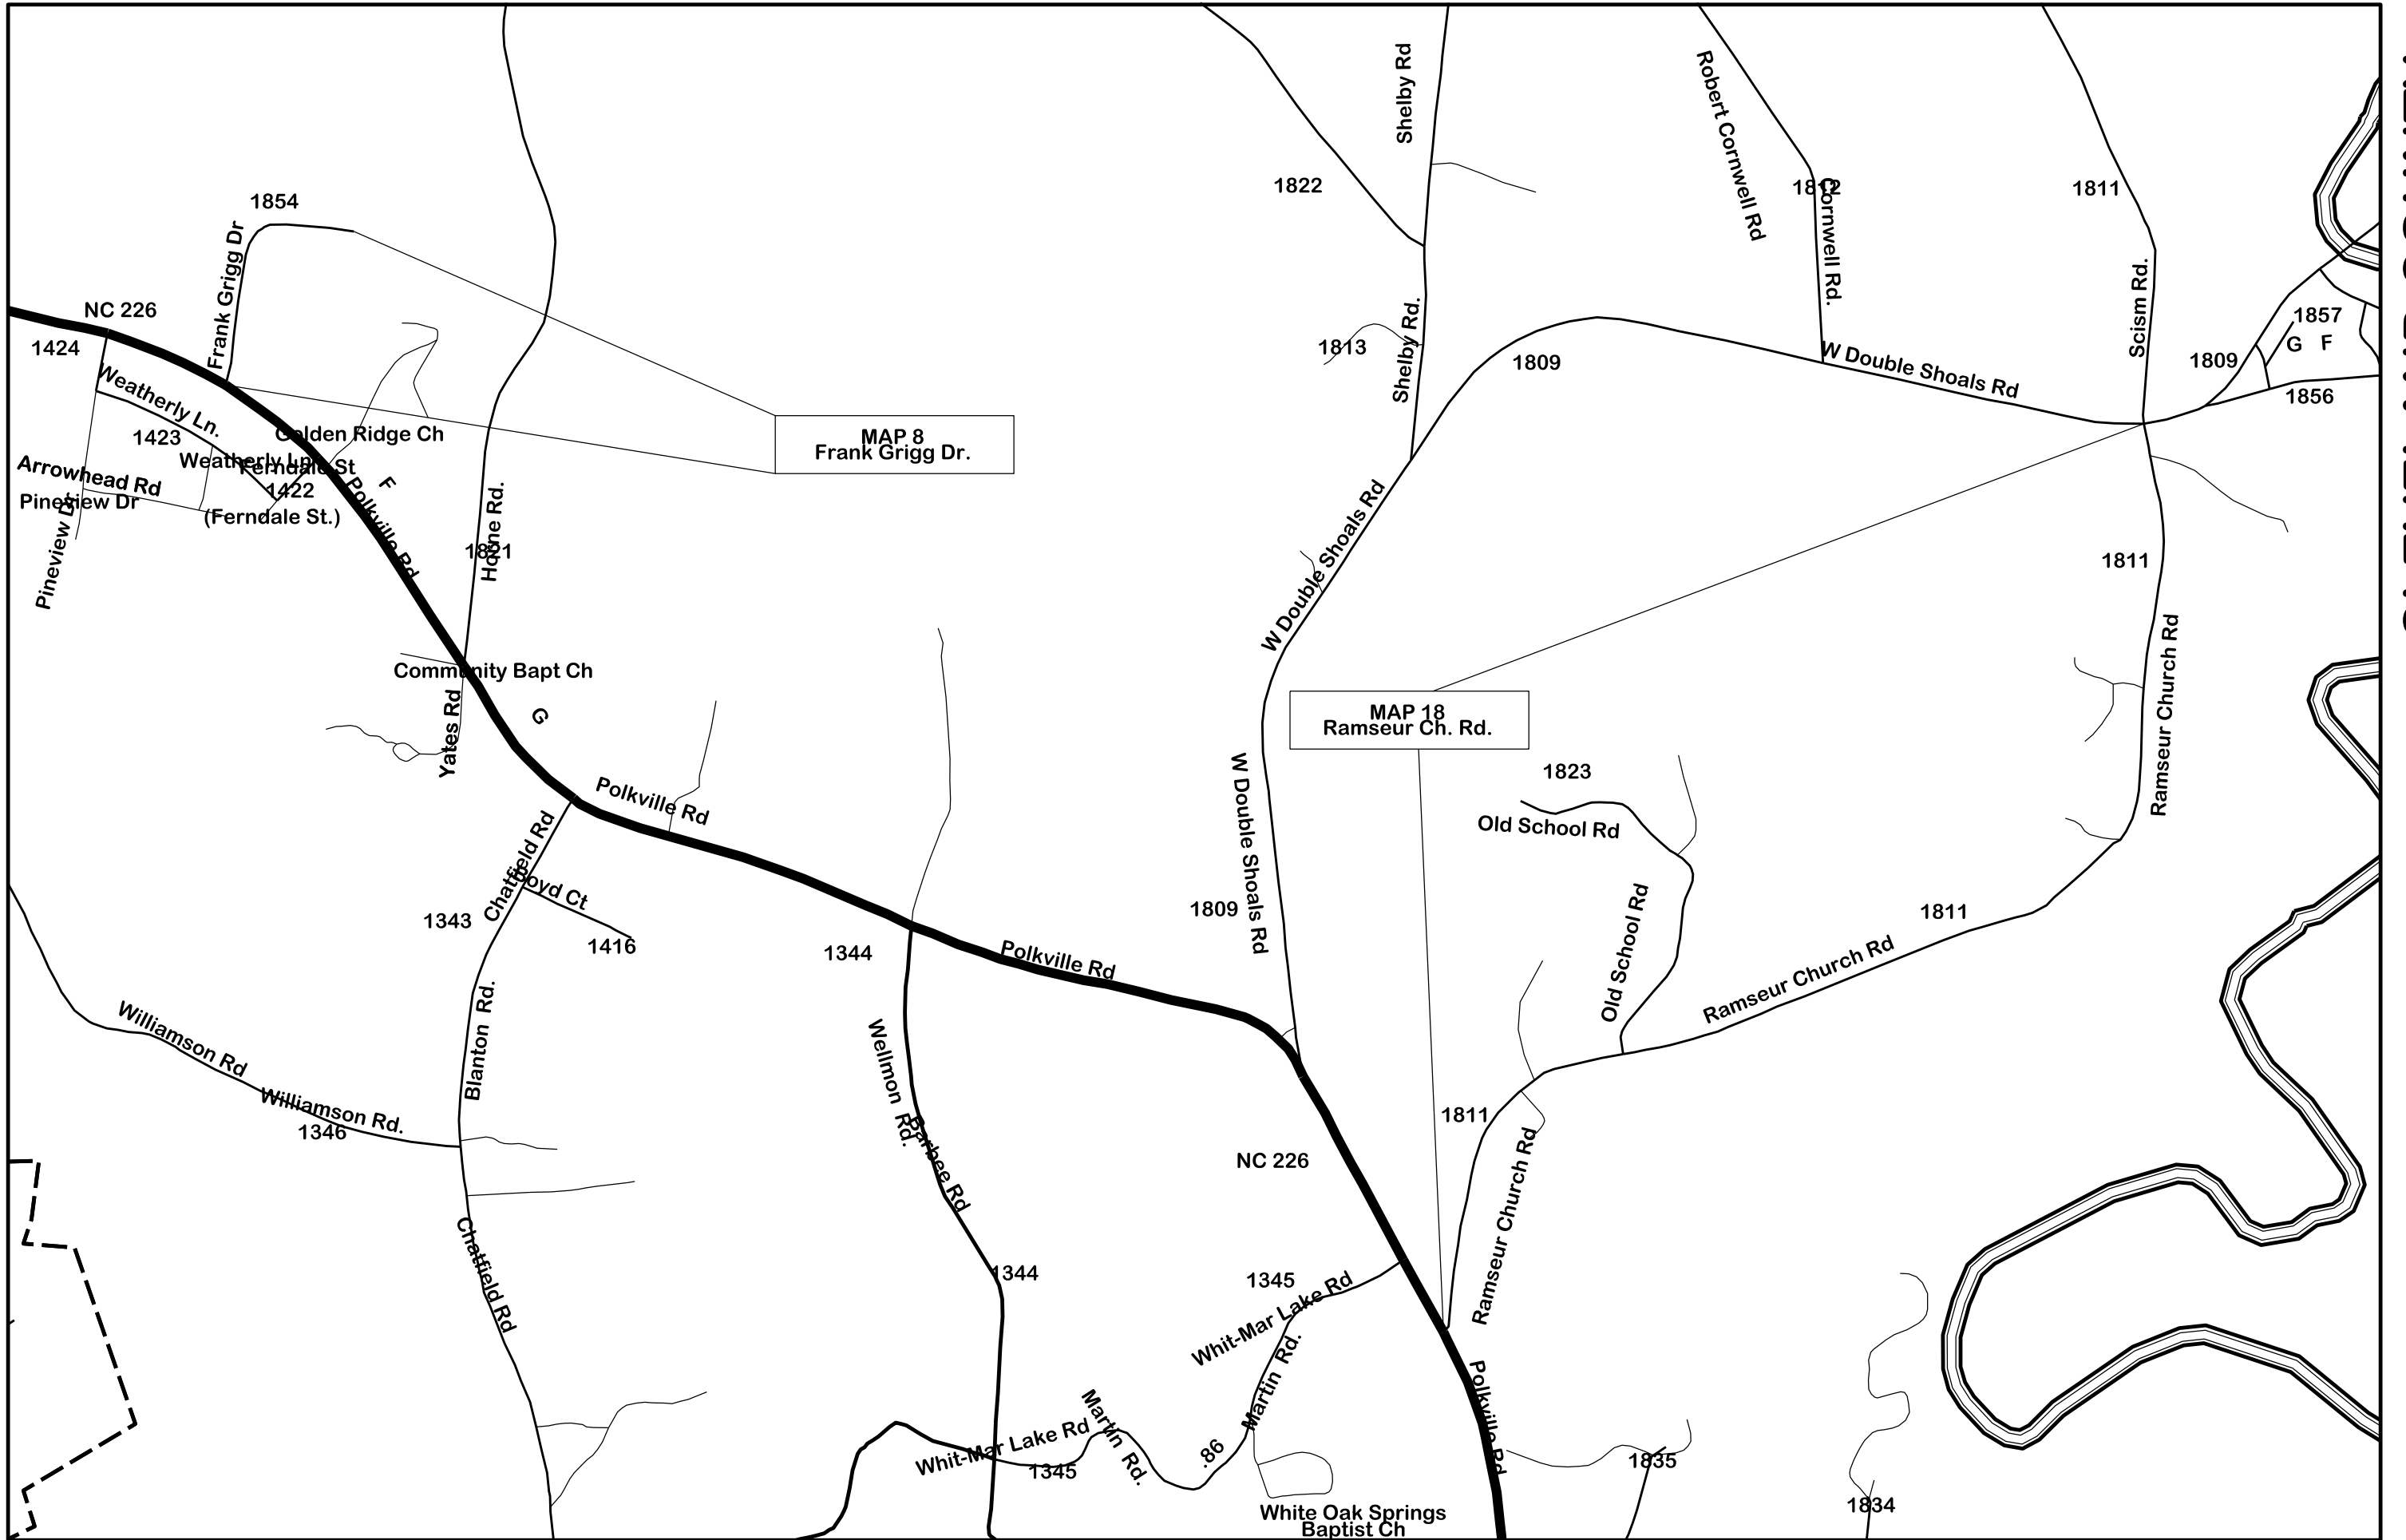 Shelby Rd
Robert Cornwell Rd
1822
1812
Cornwell Rd.
1811
1854
Frank Grigg Dr
NC 226
1424
Shelby Rd.
1813
1809
W Double Shoals Rd
Scism Rd.
1857
G F
1809
1856
Weatherly Ln.
1423
Golden Ridge Ch
MAP 8
Frank Grigg Dr.
Arrowhead Rd
Weatherly Ln
Ferndale St
1422
Pineview Dr
(Ferndale St.)
Pineview Dr.
F
Polkville Rd
Hoyle Rd.
1821
W Double Shoals Rd
1811
Community Bapt Ch
Yates Rd
G
MAP 18
Ramseur Ch. Rd.
Ramseur Church Rd
1823
Old School Rd
Polkville Rd
W Double Shoals Rd
Chatfield Rd
Boyd Ct
1343
1416
1344
1809
1811
Old School Rd
Polkville Rd
Ramseur Church Rd
Blanton Rd.
Williamson Rd
Williamson Rd.
1346
Wellmon Rd.
Barbee Rd
1811
NC 226
Ramseur Church Rd
Chatfield Rd
1344
1345
Whit-Mar Lake Rd
Martin Rd.
Polkville Rd
Whit-Mar Lake Rd
1345
Martin Rd.
.86
1835
1834
White Oak Springs
Baptist Ch